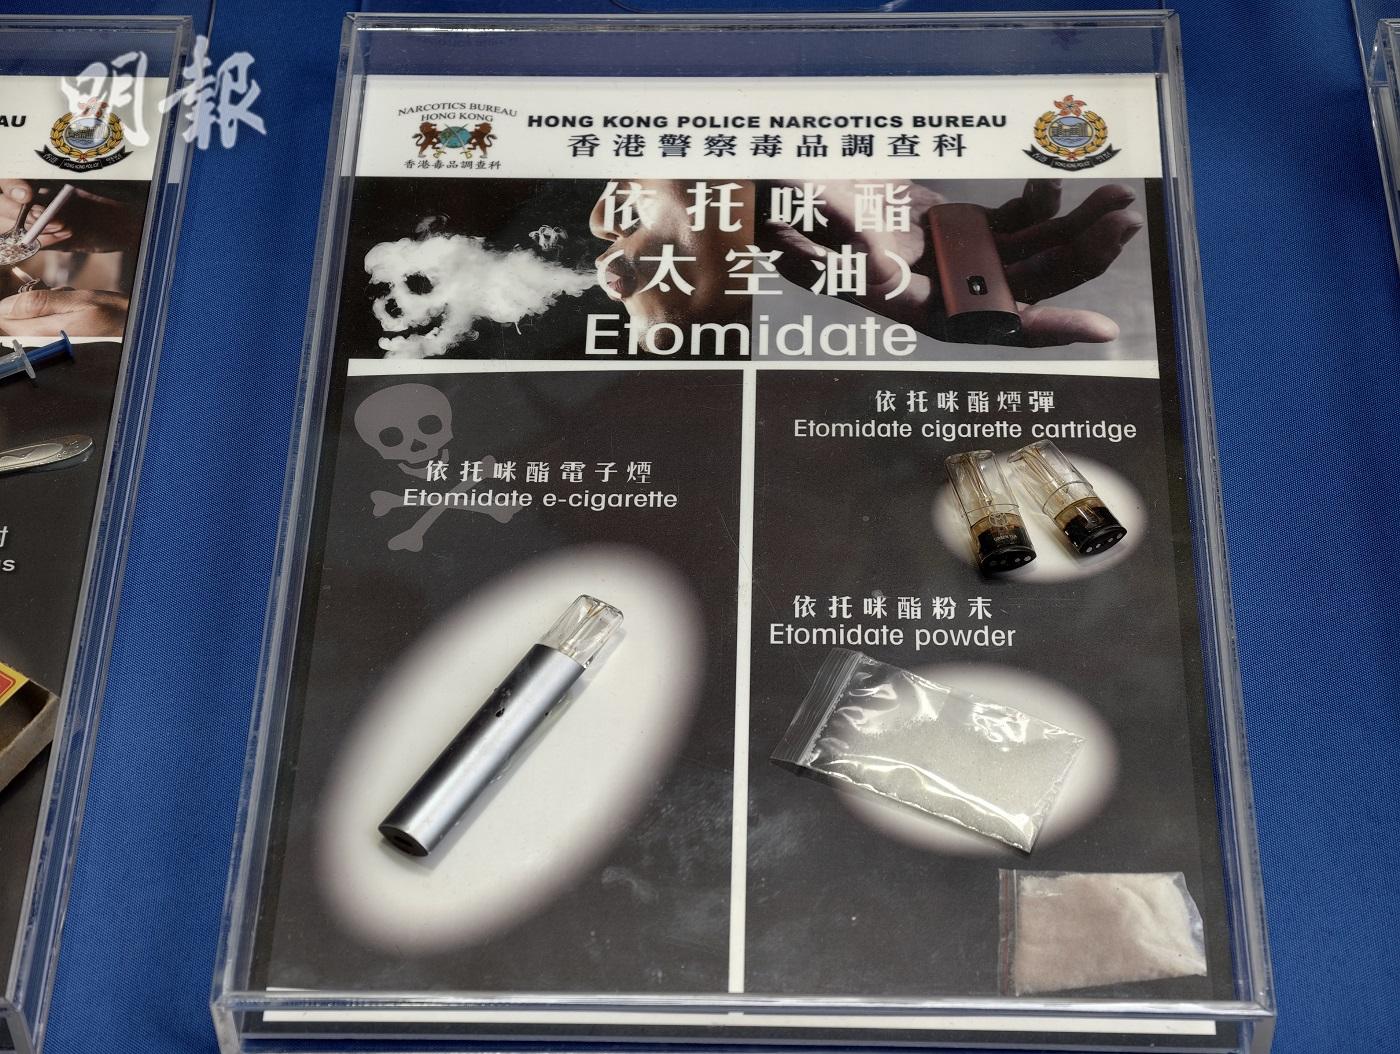 明報
AU
NARCOTICS BUREAU
HONG KONG
香港毒品調查科
HONG KONG POLICE NARCOTICS BUREAU
香港警察毒品調查科
依托咪酯
(太空油)
Etomidate
依托咪酯電子煙
Etomidate e-cigarette
依托咪酯煙彈
Etomidate cigarette cartridge
依托咪酯粉末
Etomidate powder